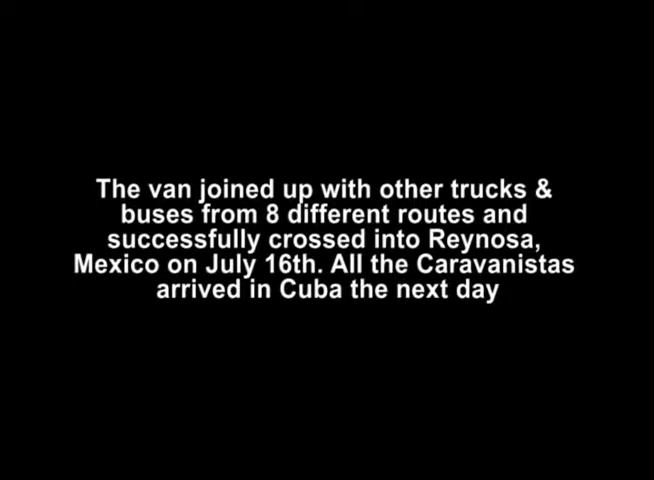 The van joined up with other trucks &
buses from 8 different routes and
successfully crossed into Reynosa,
Mexico on July 16th. All the Caravanistas
arrived in Cuba the next day